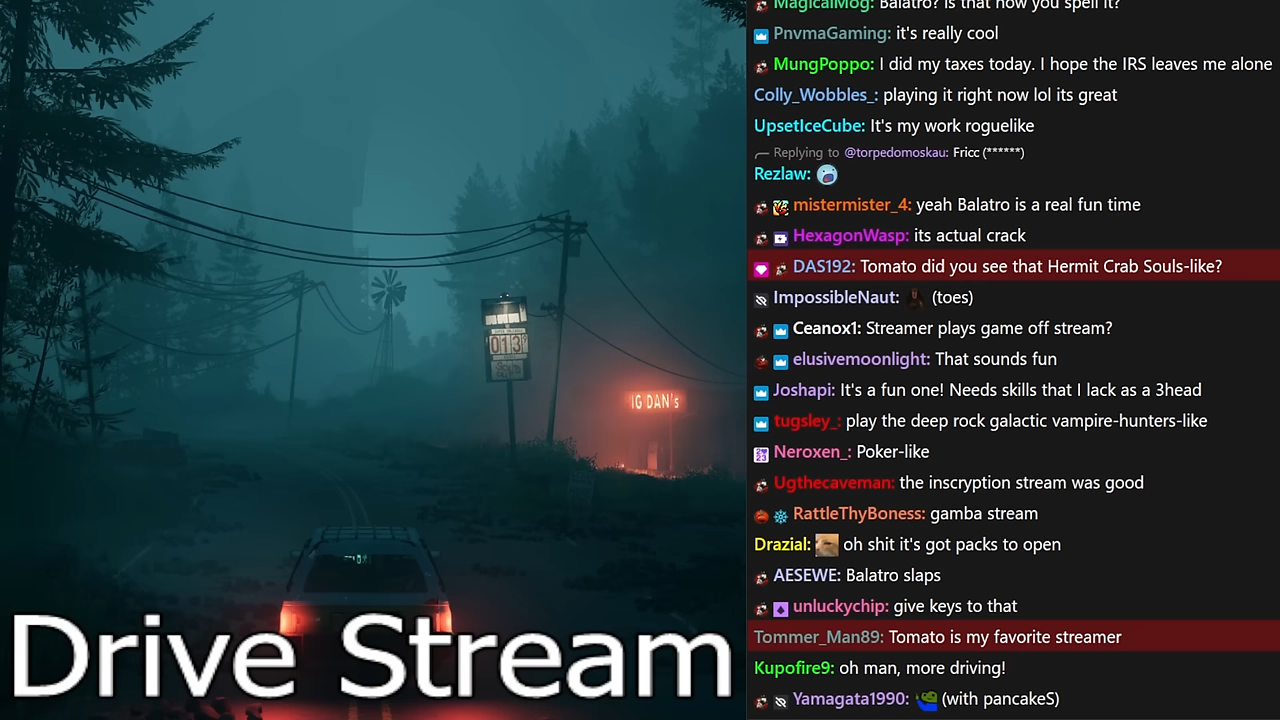 013
IG DAN's
Drive Stream
MagicalMog: Balatro? Is that how you spell it?
PnvmaGaming: it's really cool
MungPoppo: I did my taxes today. I hope the IRS leaves me alone
Colly_Wobbles_: playing it right now lol its great
UpsetIceCube: It's my work roguelike
Replying to @torpedomoskau: Fricc (******)
Rezlaw:
mistermister_4: yeah Balatro is a real fun time
HexagonWasp: its actual crack
DAS192: Tomato did you see that Hermit Crab Souls-like?
ImpossibleNaut: (toes)
Ceanox1: Streamer plays game off stream?
elusivemoonlight: That sounds fun
Joshapi: It's a fun one! Needs skills that I lack as a 3head
tugsley_: play the deep rock galactic vampire-hunters-like
Neroxen_: Poker-like
Ugthecaveman: the inscryption stream was good
RattleThyBoness: gamba stream
Drazial: oh shit it's got packs to open
AESEWE: Balatro slaps
unluckychip: give keys to that
Tommer_Man89: Tomato is my favorite streamer
Kupofire9: oh man, more driving!
Yamagata1990: (with pancakeS)